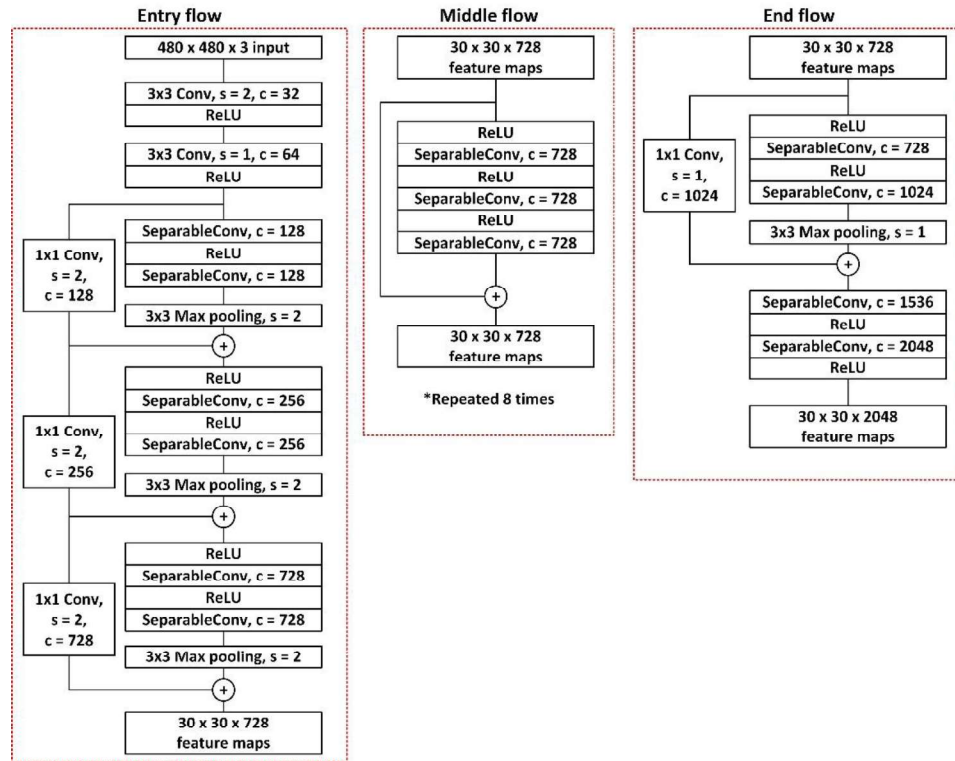 Entry flow
480 x 480 x 3 input
3x3 Conv, s = 2, c = 32
ReLU
3x3 Conv, s = 1, c = 64
ReLU
1x1 Conv,
s = 2,
c = 128
SeparableConv, c = 128
ReLU
SeparableConv, c = 128
3x3 Max pooling, s = 2
+
1x1 Conv,
s = 2,
c = 256
ReLU
SeparableConv, c = 256
ReLU
SeparableConv, c = 256
3x3 Max pooling, s = 2
+
1x1 Conv,
s = 2,
c = 728
ReLU
SeparableConv, c = 728
ReLU
SeparableConv, c = 728
3x3 Max pooling, s = 2
+
30 x 30 x 728
feature maps
Middle flow
30 x 30 x 728
feature maps
ReLU
SeparableConv, c = 728
ReLU
SeparableConv, c = 728
ReLU
SeparableConv, c = 728
+
30 x 30 x 728
feature maps
*Repeated 8 times
End flow
30 x 30 x 728
feature maps
1x1 Conv,
s = 1,
c = 1024
ReLU
SeparableConv, c = 728
ReLU
SeparableConv, c = 1024
3x3 Max pooling, s = 1
+
SeparableConv, c = 1536
ReLU
SeparableConv, c = 2048
ReLU
30 x 30 x 2048
feature maps